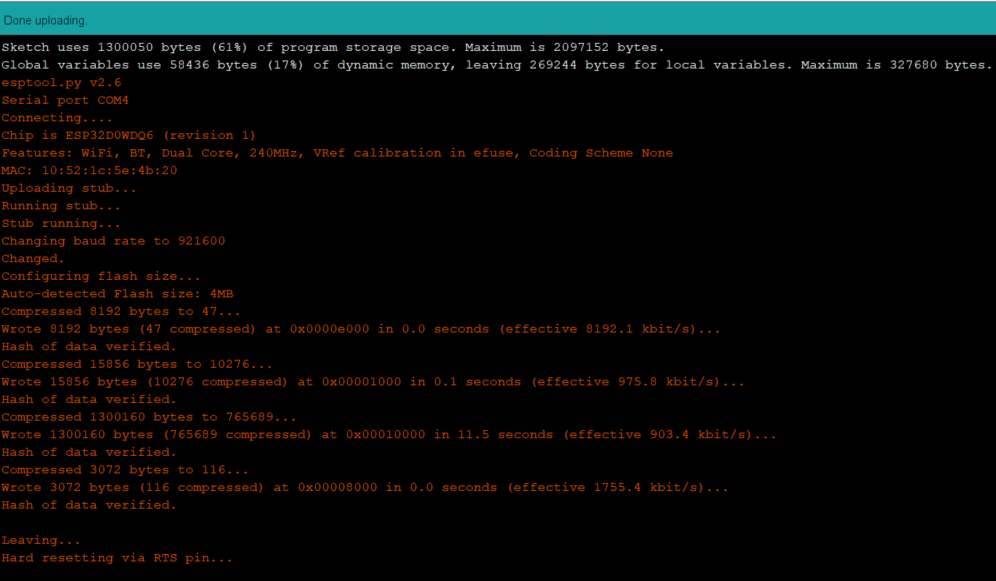 Done uploading.
Sketch uses 1300050 bytes (61%) of program storage space. Maximum is 2097152 bytes.
Global variables use 58436 bytes (17%) of dynamic memory, leaving 269244 bytes for local variables. Maximum is 327680 bytes.
esptool.py v2.6
Serial port COM4
Connecting....
Chip is ESP32D0WDQ6 (revision 1)
Features: WiFi, BT, Dual Core, 240MHz, VRef calibration in efuse, Coding Scheme None
MAC: 10:52:1c:5e:4b:20
Uploading stub...
Running stub...
Stub running...
Changing baud rate to 921600
Changed.
Configuring flash size...
Auto-detected Flash size: 4MB
Compressed 8192 bytes to 47...
Wrote 8192 bytes (47 compressed) at 0x0000e000 in 0.0 seconds (effective 8192.1 kbit/s)...
Hash of data verified.
Compressed 15856 bytes to 10276...
Wrote 15856 bytes (10276 compressed) at 0x00001000 in 0.1 seconds (effective 975.8 kbit/s)...
Hash of data verified.
Compressed 1300160 bytes to 765689...
Wrote 1300160 bytes (765689 compressed) at 0x00010000 in 11.5 seconds (effective 903.4 kbit/s)...
Hash of data verified.
Compressed 3072 bytes to 116...
Wrote 3072 bytes (116 compressed) at 0x00008000 in 0.0 seconds (effective 1755.4 kbit/s)...
Hash of data verified.
Leaving...
Hard resetting via RTS pin...